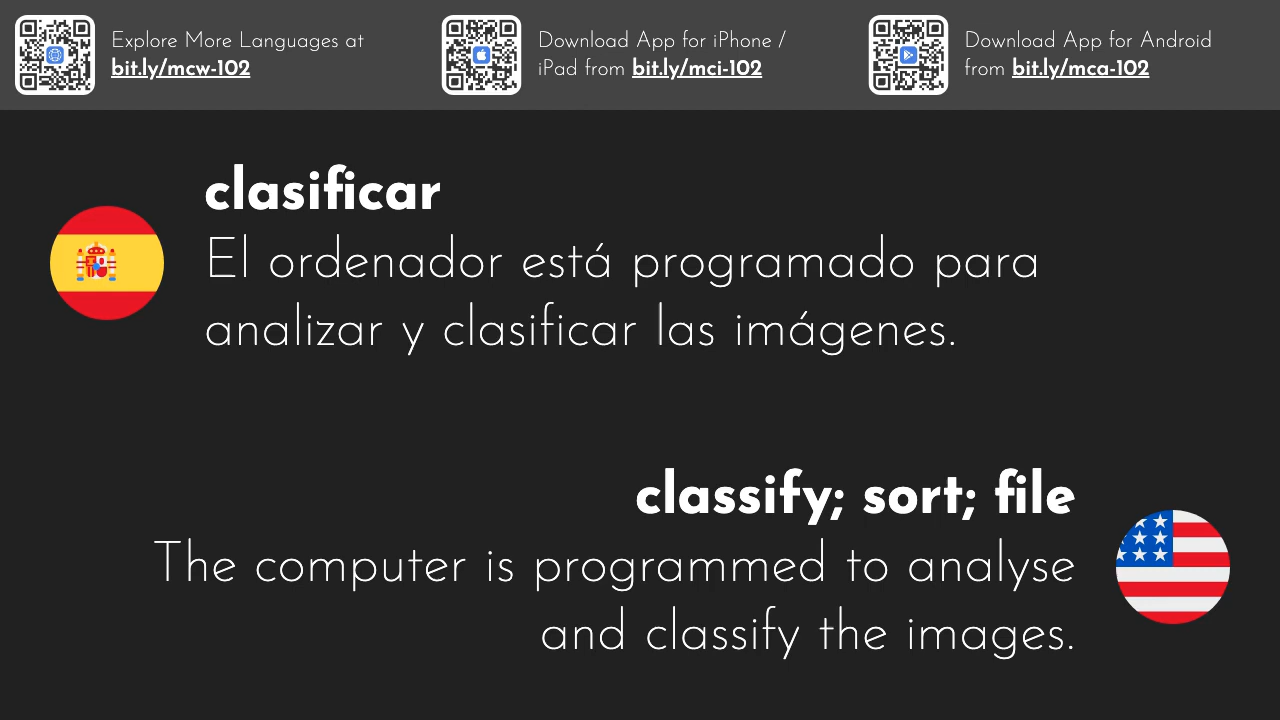 Explore More Languages at
bit.ly/mcw-102
Download App for iPhone /
iPad from bit.ly/mci-102
Download App for Android
from bit.ly/mca-102
clasificar
El ordenador está programado para
analizar y clasificar las imágenes.
classify; sort; file
The computer is programmed to analyse
and classify the images.